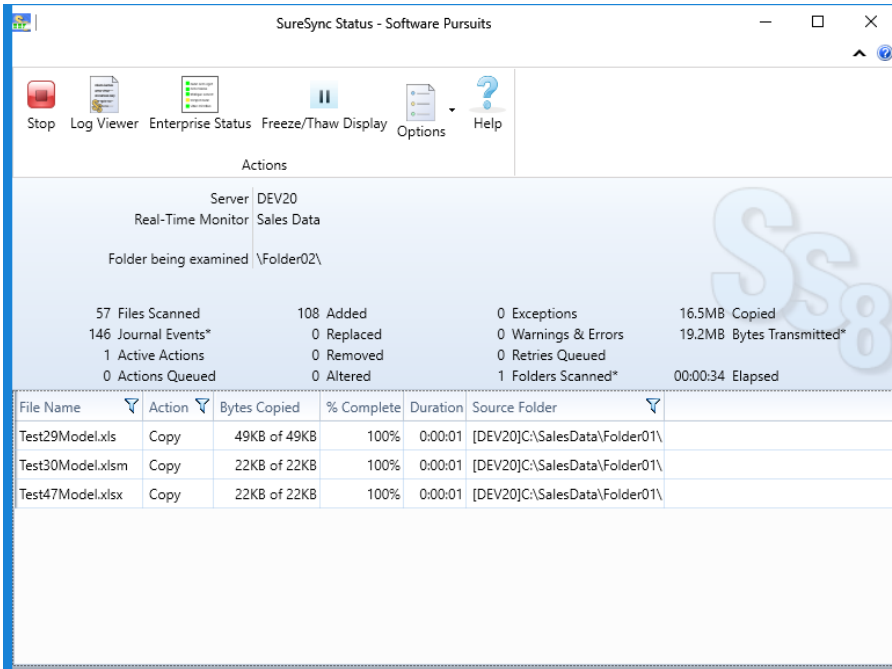 SureSync Status - Software Pursuits
Stop Log Viewer Enterprise Status Freeze/Thaw Display Options Help
Actions
Server DEV20
Real-Time Monitor Sales Data
Folder being examined \Folder02\
57 Files Scanned 108 Added 0 Exceptions 16.5MB Copied
146 Journal Events* 0 Replaced 0 Warnings & Errors 19.2MB Bytes Transmitted*
1 Active Actions 0 Removed 0 Retries Queued
0 Actions Queued 0 Altered 1 Folders Scanned* 00:00:34 Elapsed
SS8
File Name Action Bytes Copied % Complete Duration Source Folder
Test29Model.xls Copy 49KB of 49KB 100% 0:00:01 [DEV20]C:\SalesData\Folder01\
Test30Model.xlsm Copy 22KB of 22KB 100% 0:00:01 [DEV20]C:\SalesData\Folder01\
Test47Model.xlsx Copy 22KB of 22KB 100% 0:00:01 [DEV20]C:\SalesData\Folder01\